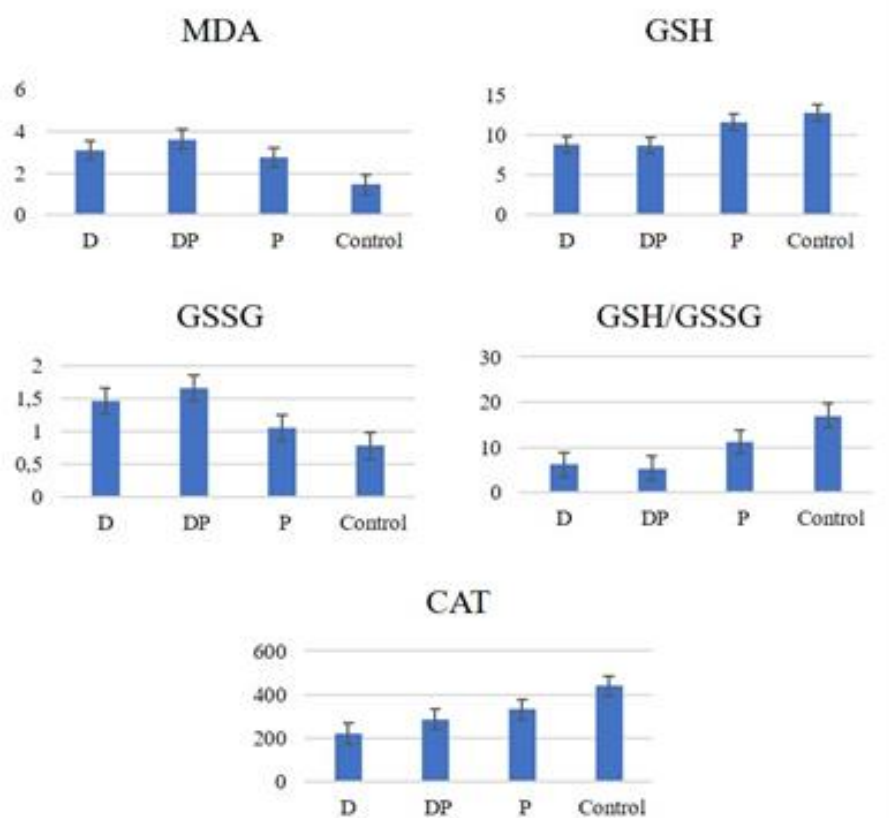 MDA
6
4
2
0
D DP P Control
GSH
15
10
5
0
D DP P Control
GSSG
2
1,5
1
0,5
0
D DP P Control
GSH/GSSG
30
20
10
0
D DP P Control
CAT
600
400
200
0
D DP P Control